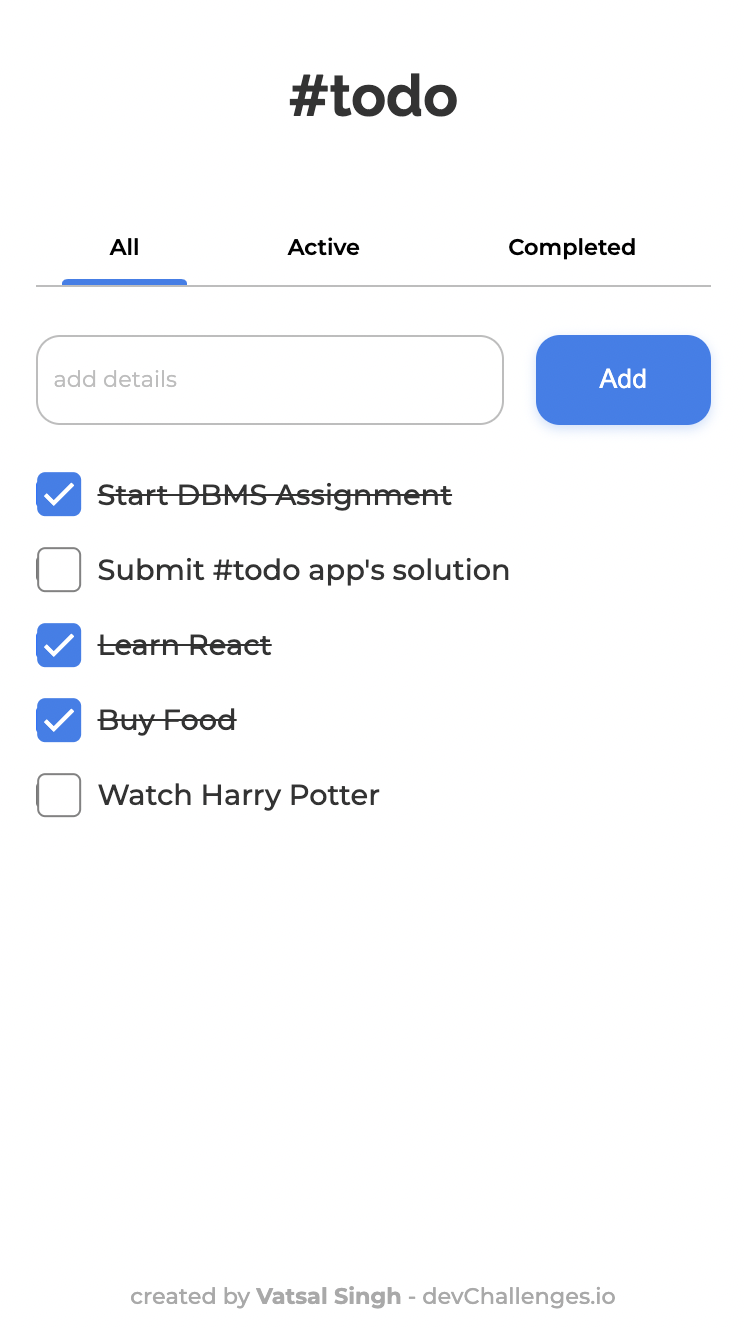 #todo
All Active Completed
add details Add
Start DBMS Assignment
Submit #todo app's solution
Learn React
Buy Food
Watch Harry Potter
created by Vatsal Singh - devChallenges.io